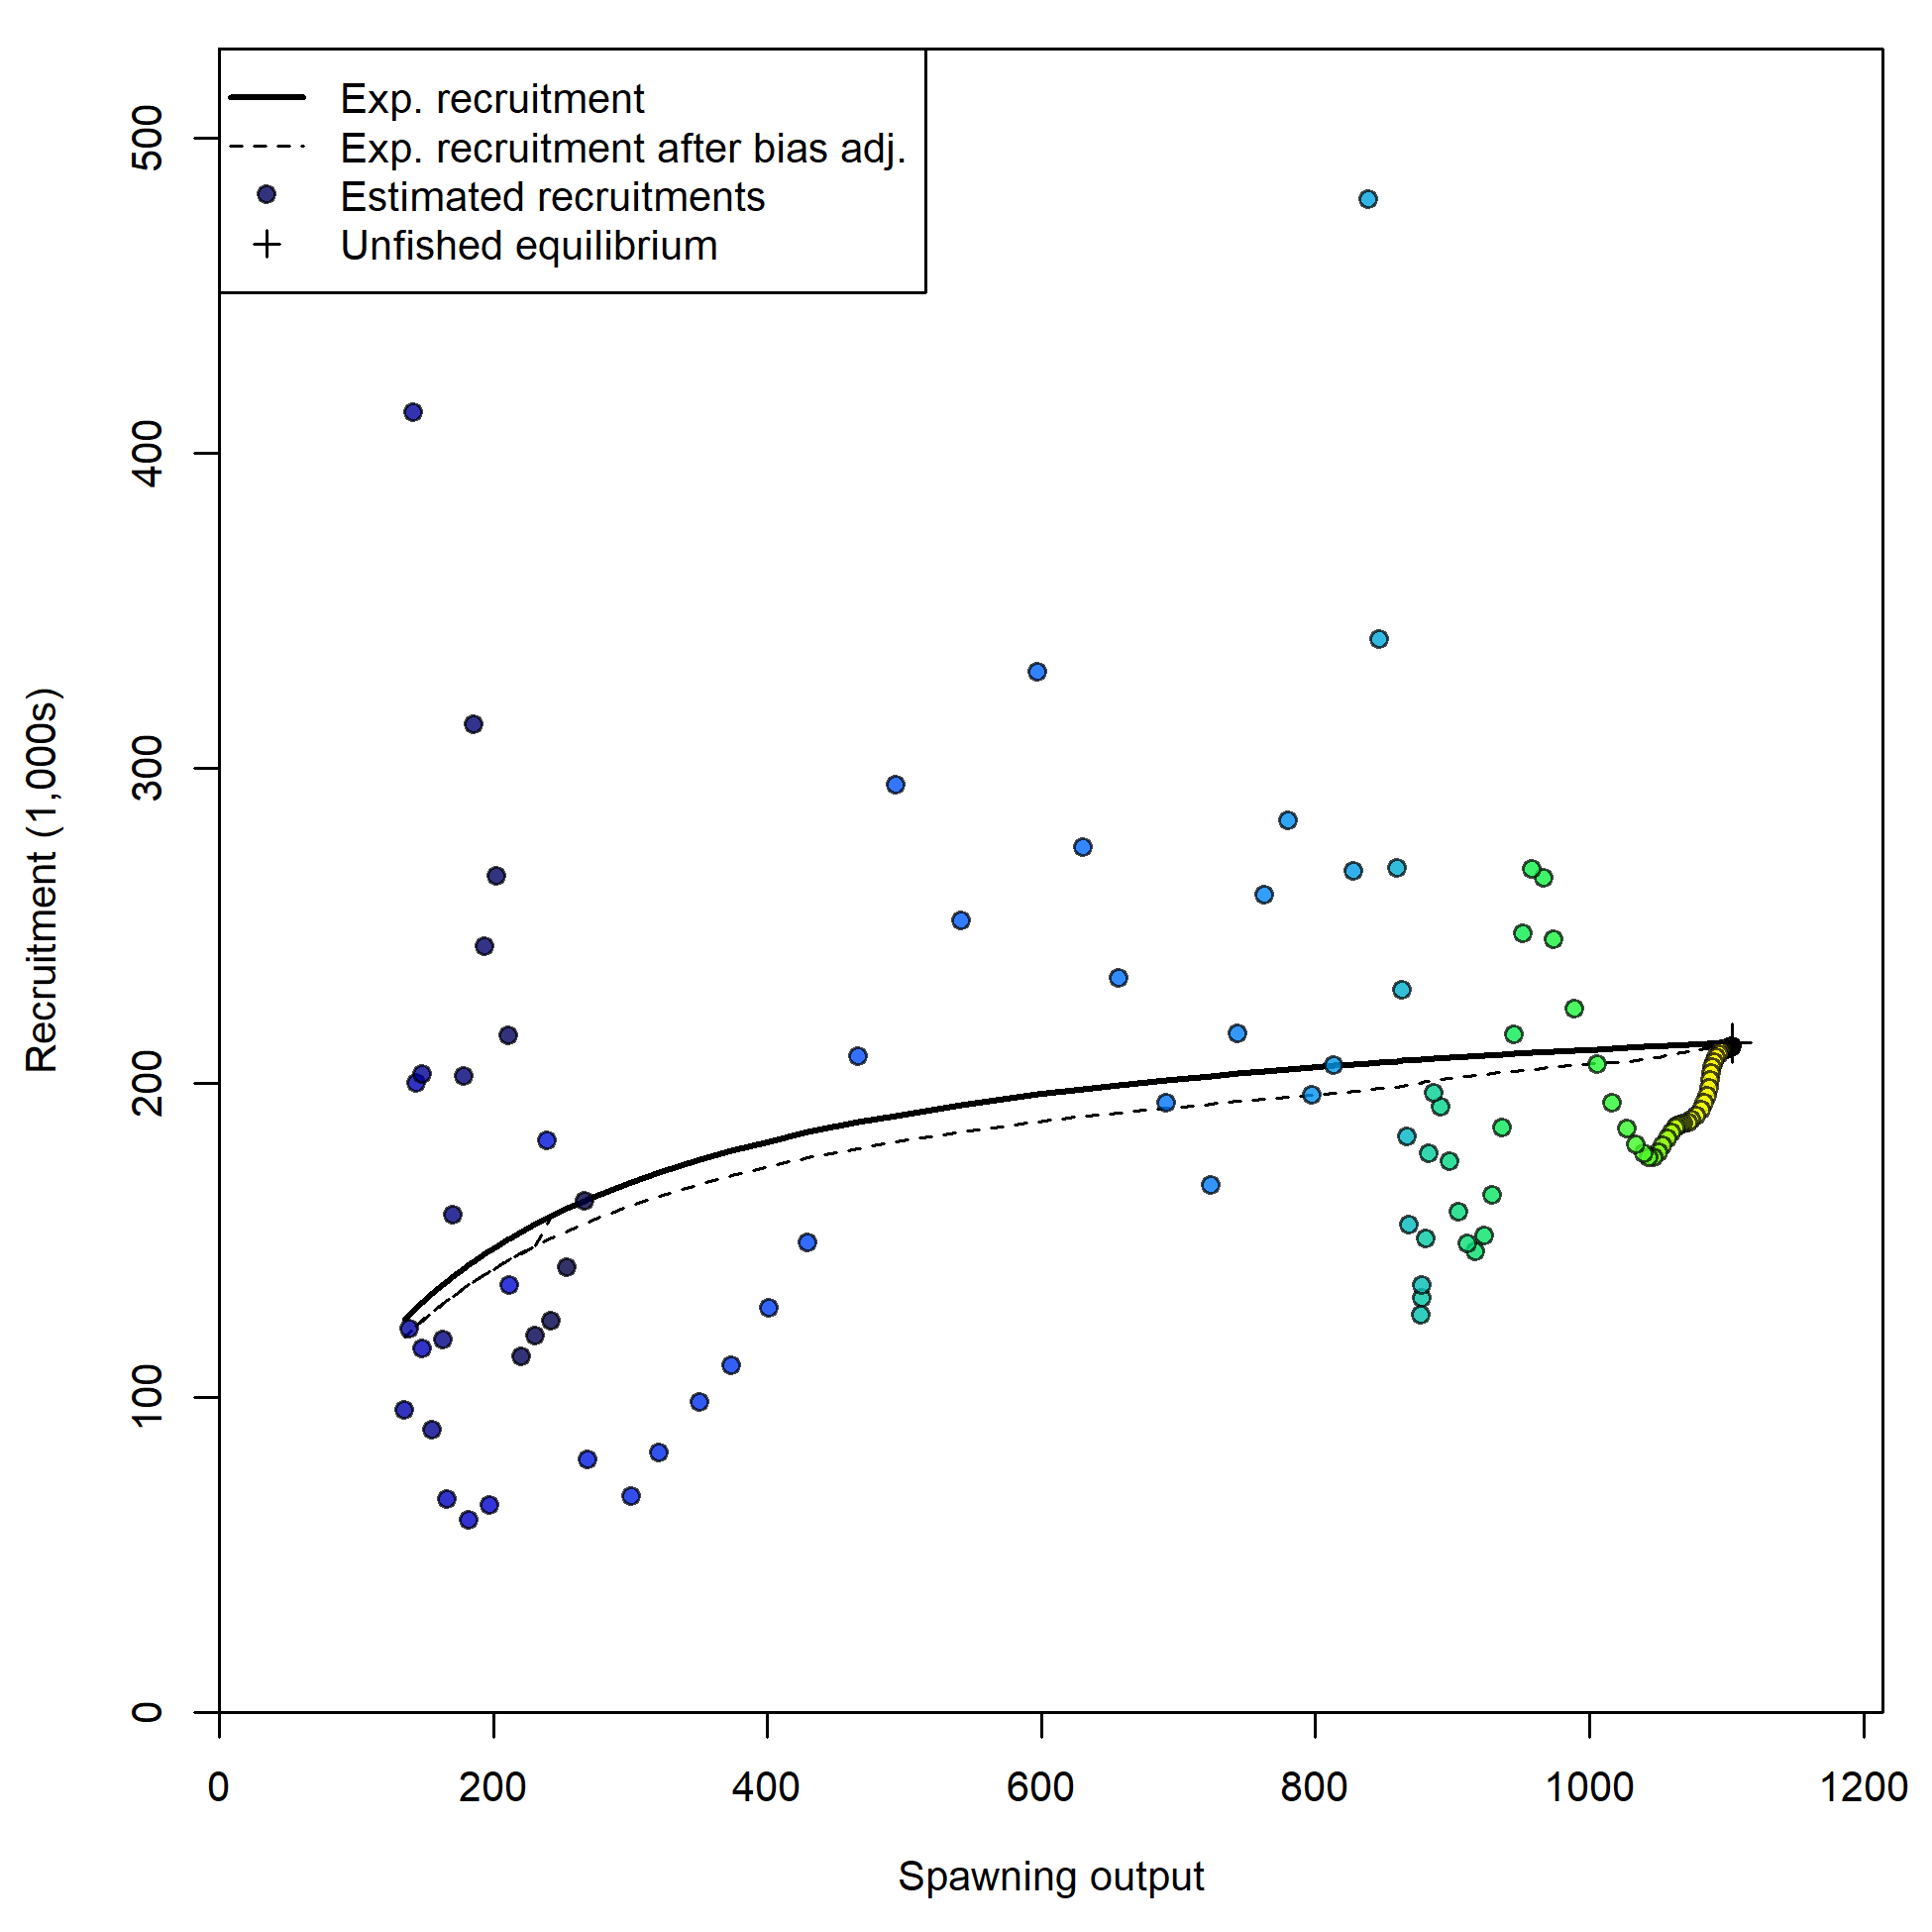 Exp. recruitment
Exp. recruitment after bias adj.
Estimated recruitments
Unfished equilibrium
500
400
300
200
100
0
Recruitment (1,000s)
0 200 400 600 800 1000 1200
Spawning output